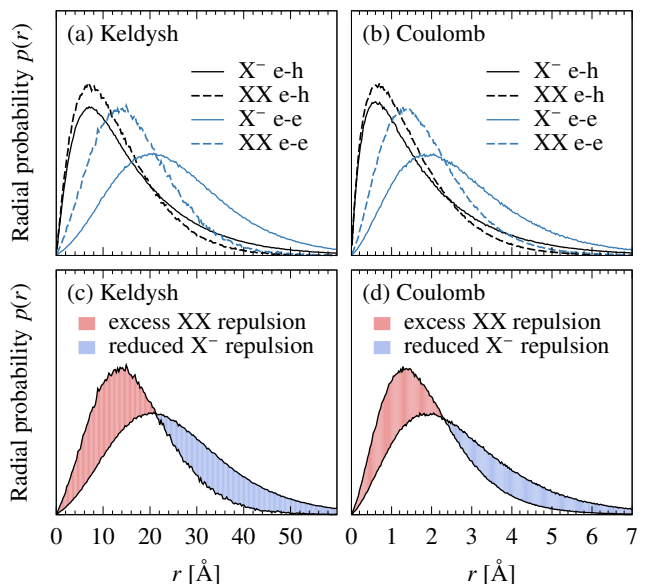 (a) Keldysh
X⁻ e-h
XX e-h
X⁻ e-e
XX e-e
Radial probability p(r)
(b) Coulomb
X⁻ e-h
XX e-h
X⁻ e-e
XX e-e
(c) Keldysh
excess XX repulsion
reduced X⁻ repulsion
Radial probability p(r)
0 10 20 30 40 50
r [Å]
(d) Coulomb
excess XX repulsion
reduced X⁻ repulsion
0 1 2 3 4 5 6 7
r [Å]